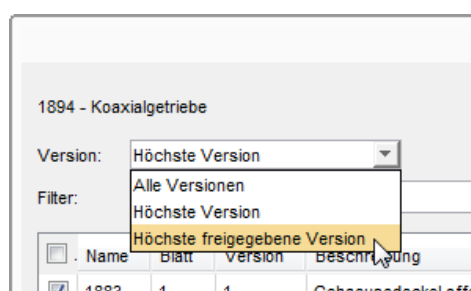 1894 - Koaxialgetriebe
Version: Höchste Version
Alle Versionen
Filter:
Höchste Version
Höchste freigegebene Version
Name Blatt Version Beschreibung
1883 1 1